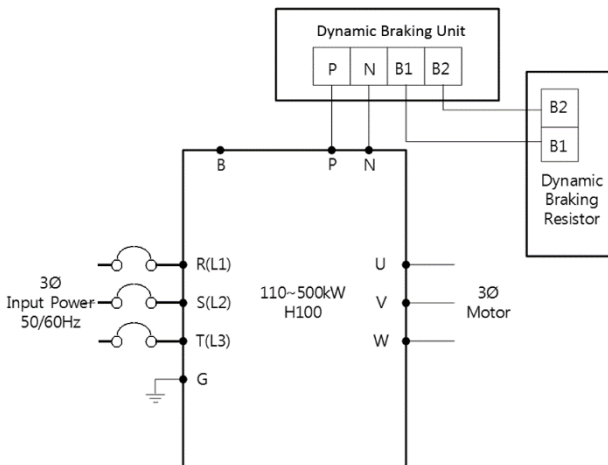 Dynamic Braking Unit
P N B1 B2
B2
B1
Dynamic
Braking
Resistor
B P N
R(L1)
S(L2)
T(L3)
G
3Ø
Input Power
50/60Hz
110~500kW
H100
U
V
W
3Ø
Motor